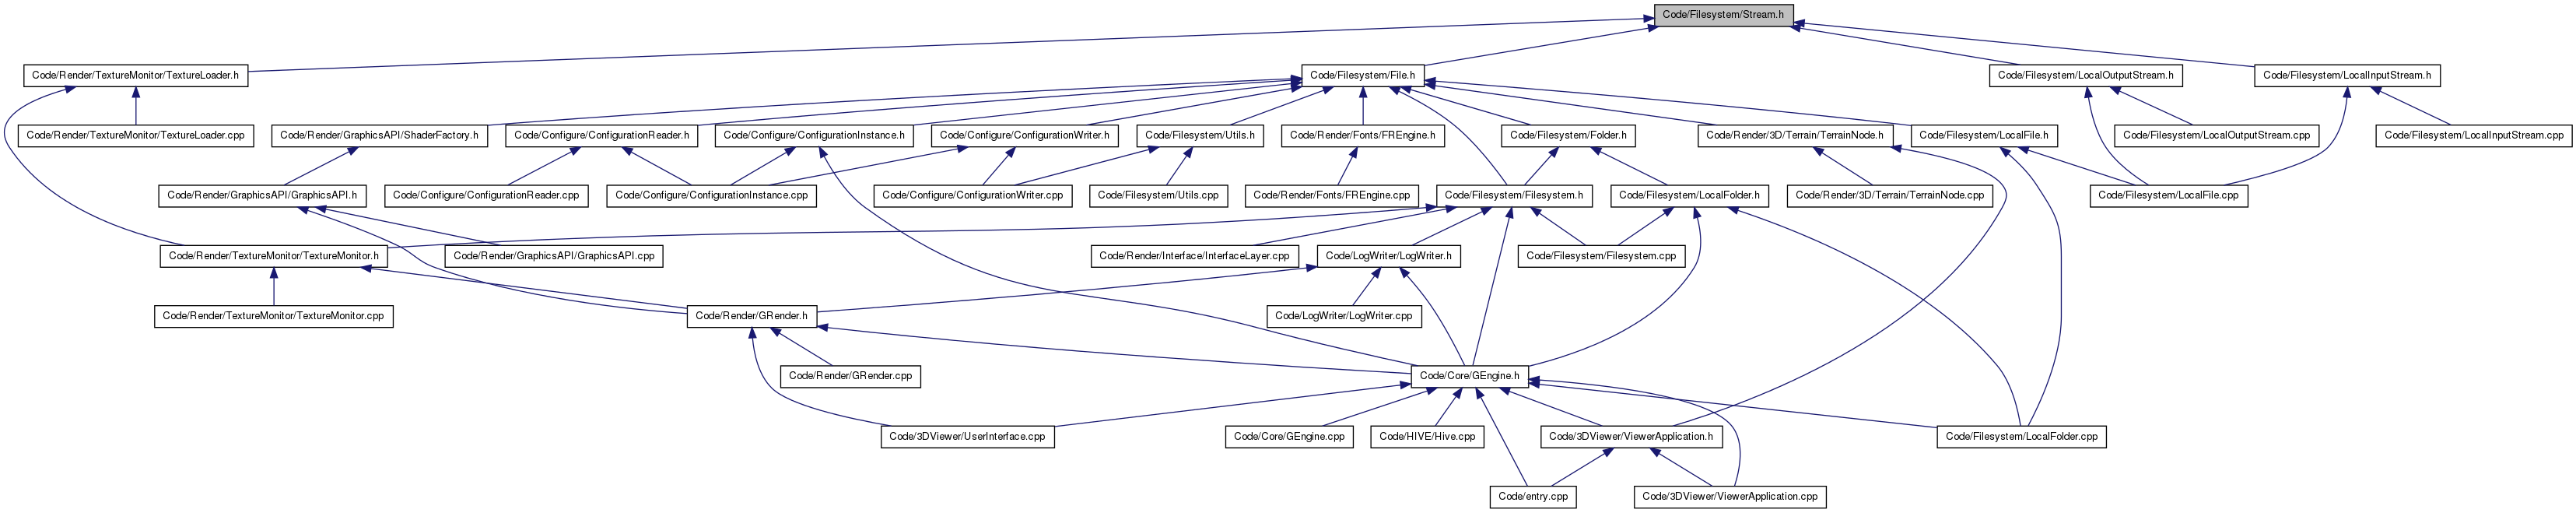 Code/Filesystem/Stream.h
Code/Render/TextureMonitor/TextureLoader.h
Code/Filesystem/File.h
Code/Filesystem/LocalOutputStream.h
Code/Filesystem/LocalInputStream.h
Code/Render/TextureMonitor/TextureLoader.cpp
Code/Render/GraphicsAPI/ShaderFactory.h
Code/Configure/ConfigurationReader.h
Code/Configure/ConfigurationInstance.h
Code/Configure/ConfigurationWriter.h
Code/Filesystem/Utils.h
Code/Render/Fonts/FREngine.h
Code/Filesystem/Folder.h
Code/Render/3D/Terrain/TerrainNode.h
Code/Filesystem/LocalFile.h
Code/Filesystem/LocalOutputStream.cpp
Code/Filesystem/LocalInputStream.cpp
Code/Render/GraphicsAPI/GraphicsAPI.h
Code/Configure/ConfigurationReader.cpp
Code/Configure/ConfigurationInstance.cpp
Code/Configure/ConfigurationWriter.cpp
Code/Filesystem/Utils.cpp
Code/Render/Fonts/FREngine.cpp
Code/Filesystem/Filesystem.h
Code/Filesystem/LocalFolder.h
Code/Render/3D/Terrain/TerrainNode.cpp
Code/Filesystem/LocalFile.cpp
Code/Render/TextureMonitor/TextureMonitor.h
Code/Render/GraphicsAPI/GraphicsAPI.cpp
Code/Render/Interface/InterfaceLayer.cpp
Code/LogWriter/LogWriter.h
Code/Filesystem/Filesystem.cpp
Code/Render/TextureMonitor/TextureMonitor.cpp
Code/Render/GRender.h
Code/LogWriter/LogWriter.cpp
Code/Render/GRender.cpp
Code/Core/GEngine.h
Code/3DViewer/UserInterface.cpp
Code/Core/GEngine.cpp
Code/HIVE/Hive.cpp
Code/3DViewer/ViewerApplication.h
Code/Filesystem/LocalFolder.cpp
Code/entry.cpp
Code/3DViewer/ViewerApplication.cpp